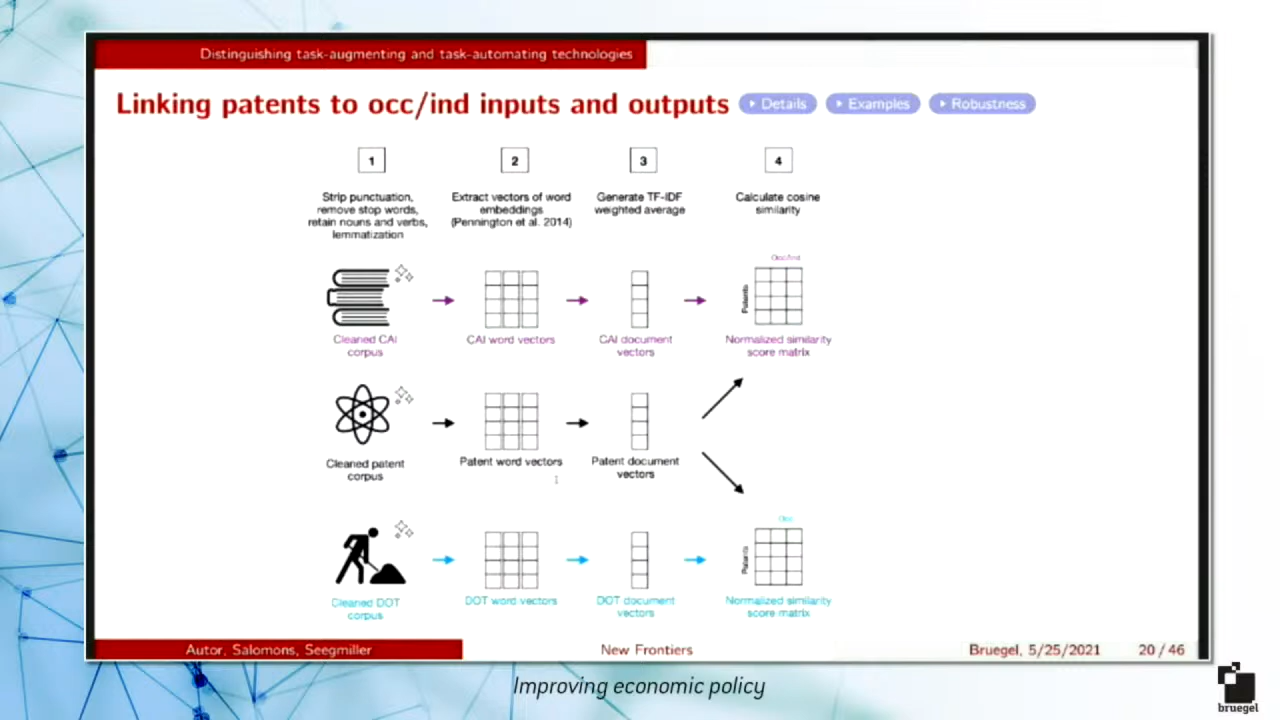 Distinguishing task-augmenting and task-automating technologies
Linking patents to occ/ind inputs and outputs
Details
Examples
Robustness
1
2
3
4
Strip punctuation,
remove stop words,
retain nouns and verbs,
lemmatization
Extract vectors of word
embeddings
(Pennington et al. 2014)
Generate TF-IDF
weighted average
Calculate cosine
similarity
Occ/Ind
Patents
Cleaned CAI
corpus
CAI word vectors
CAI document
vectors
Normalized similarity
score matrix
Cleaned patent
corpus
Patent word vectors
Patent document
vectors
Occ
Patents
Cleaned DOT
corpus
DOT word vectors
DOT document
vectors
Normalized similarity
score matrix
Autor, Salomons, Seegmiller
New Frontiers
Bruegel, 5/25/2021
20 / 46
Improving economic policy
bruegel